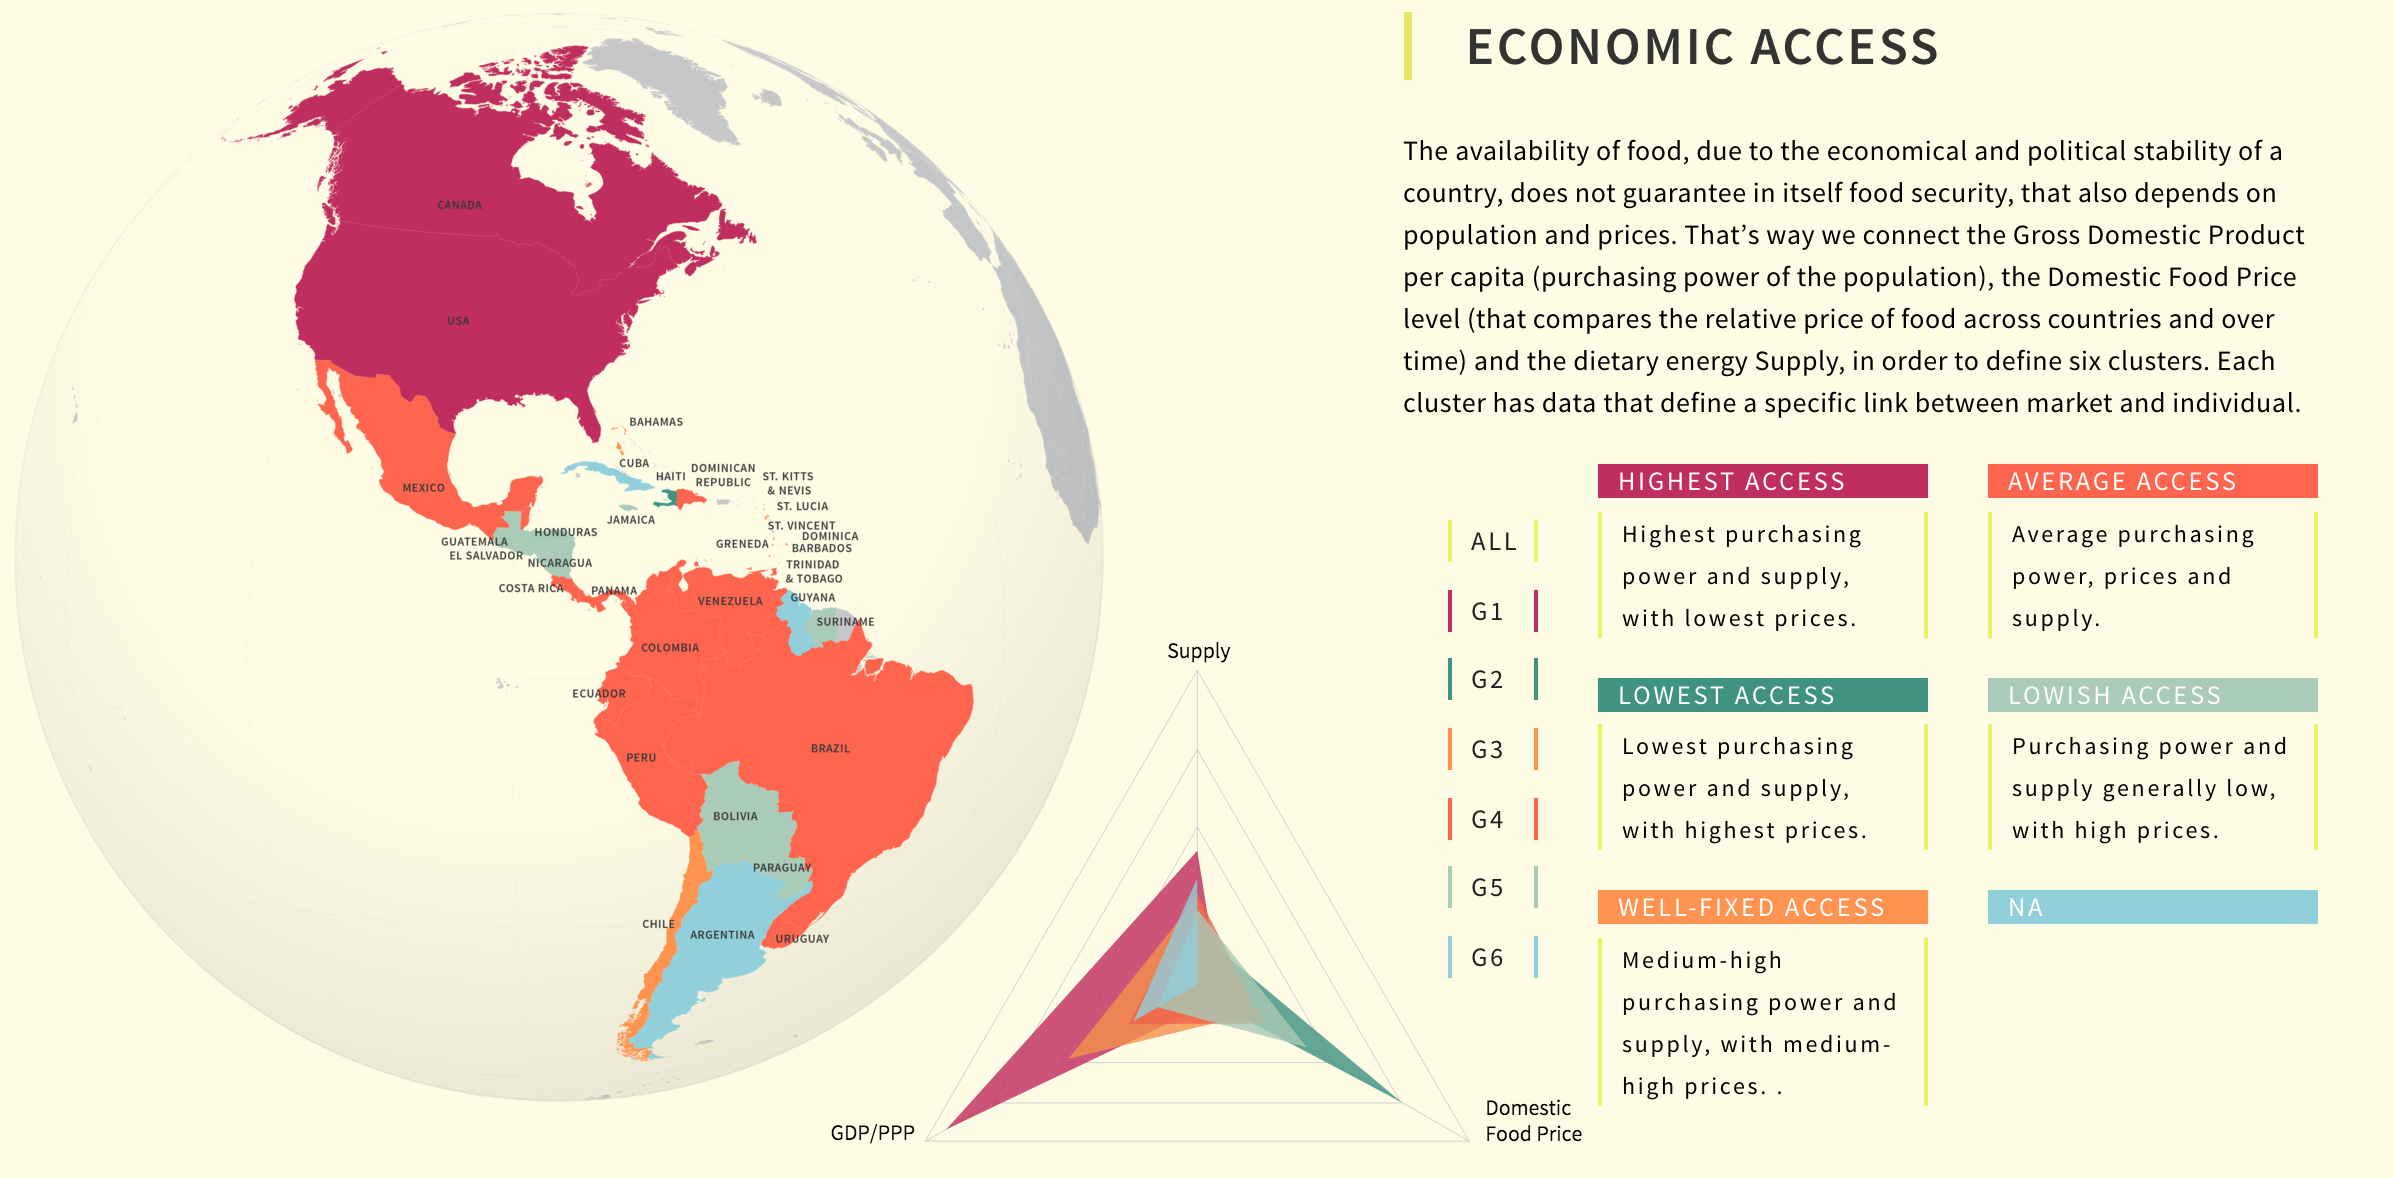 ECONOMIC ACCESS
The availability of food, due to the economical and political stability of a
country, does not guarantee in itself food security, that also depends on
population and prices. That’s way we connect the Gross Domestic Product
per capita (purchasing power of the population), the Domestic Food Price
level (that compares the relative price of food across countries and over
time) and the dietary energy Supply, in order to define six clusters. Each
cluster has data that define a specific link between market and individual.
CANADA
USA
BAHAMAS
CUBA
HAITI
DOMINICAN
REPUBLIC
ST. KITTS
& NEVIS
MEXICO
ST. LUCIA
JAMAICA
ST. VINCENT
HONDURAS
DOMINICA
GUATEMALA
GRENEDA
BARBADOS
EL SALVADOR
NICARAGUA
TRINIDAD
& TOBAGO
COSTA RICA
PANAMA
VENEZUELA
GUYANA
SURINAME
COLOMBIA
ECUADOR
BRAZIL
PERU
BOLIVIA
PARAGUAY
CHILE
ARGENTINA
URUGUAY
Supply
GDP/PPP
Domestic
Food Price
ALL
G1
G2
G3
G4
G5
G6
HIGHEST ACCESS
Highest purchasing
power and supply,
with lowest prices.
AVERAGE ACCESS
Average purchasing
power, prices and
supply.
LOWEST ACCESS
Lowest purchasing
power and supply,
with highest prices.
LOWISH ACCESS
Purchasing power and
supply generally low,
with high prices.
WELL-FIXED ACCESS
Medium-high
purchasing power and
supply, with medium-
high prices. .
NA